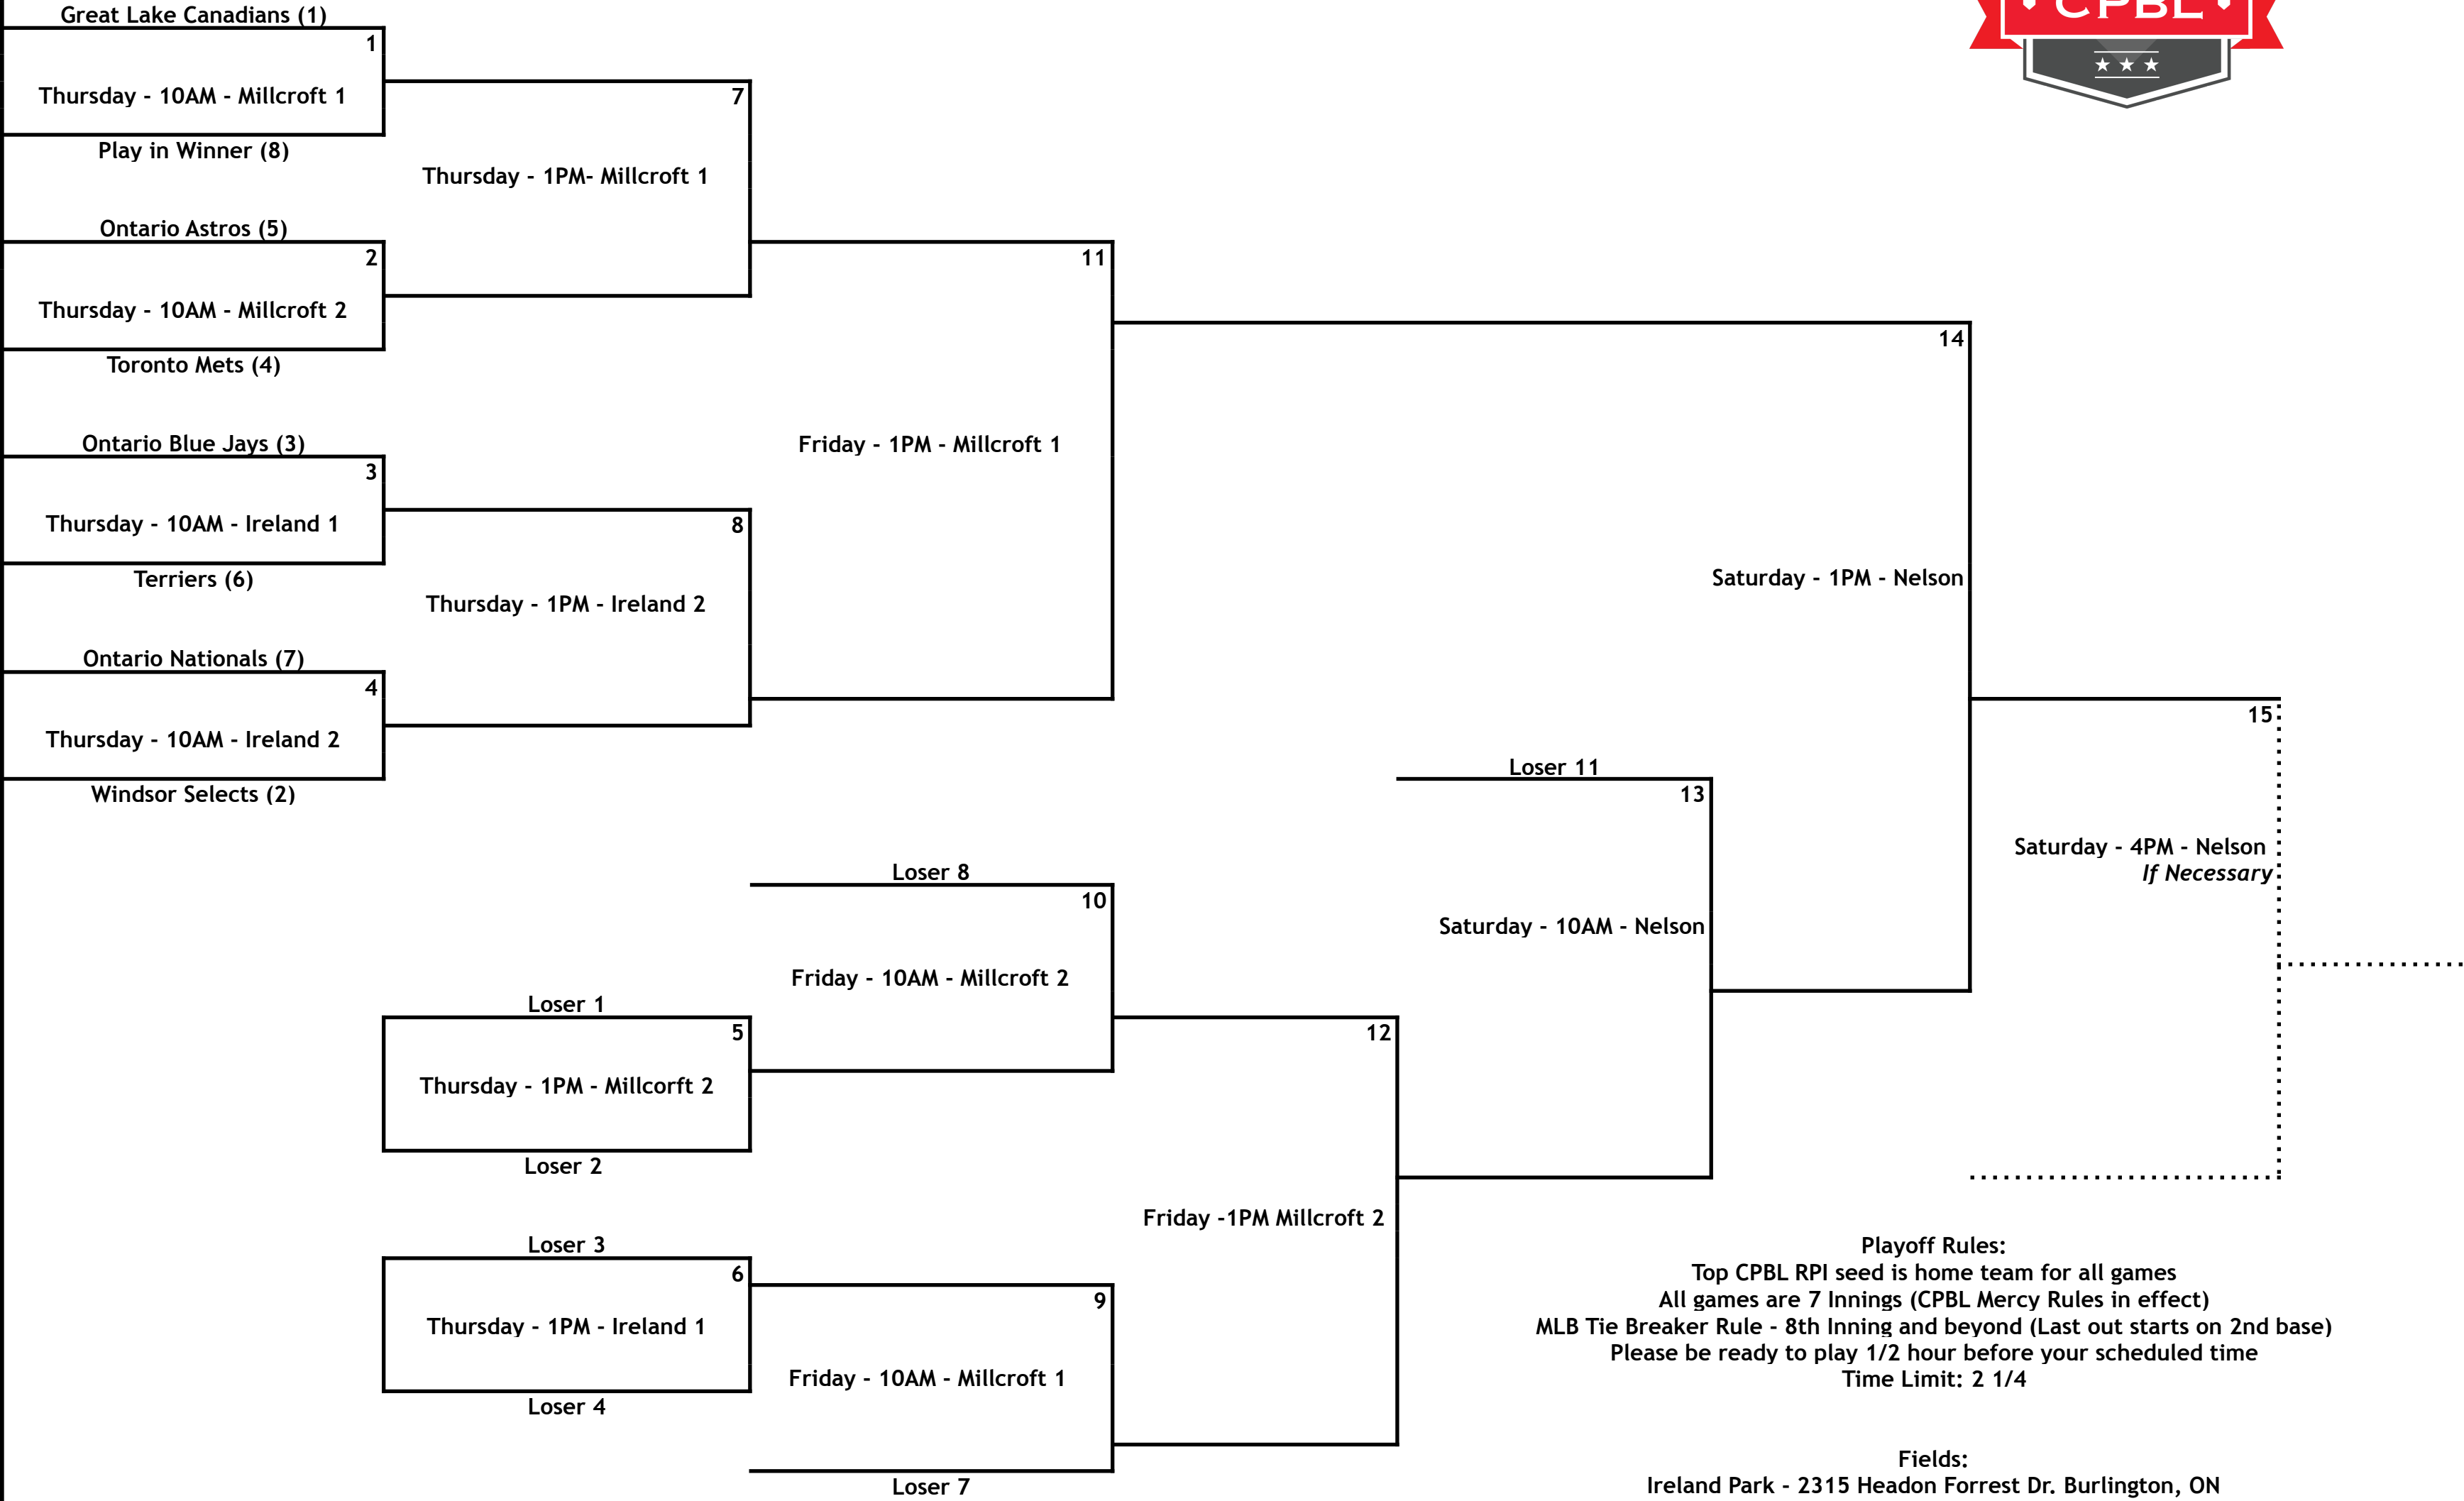 Great Lake Canadians (1)
1
Thursday - 10AM - Millcroft 1
Play in Winner (8)
Ontario Astros (5)
2
Thursday - 10AM - Millcroft 2
Toronto Mets (4)
Ontario Blue Jays (3)
3
Thursday - 10AM - Ireland 1
Terriers (6)
Ontario Nationals (7)
4
Thursday - 10AM - Ireland 2
Windsor Selects (2)
7
Thursday - 1PM- Millcroft 1
8
Thursday - 1PM - Ireland 2
11
Friday - 1PM - Millcroft 1
CPBL
14
Saturday - 1PM - Nelson
15
Saturday - 4PM - Nelson
If Necessary
Loser 11
13
Saturday - 10AM - Nelson
Loser 8
10
Friday - 10AM - Millcroft 2
Loser 1
5
Thursday - 1PM - Millcorft 2
Loser 2
12
Friday -1PM Millcroft 2
Loser 3
6
Thursday - 1PM - Ireland 1
Loser 4
9
Friday - 10AM - Millcroft 1
Loser 7
Playoff Rules:
Top CPBL RPI seed is home team for all games
All games are 7 Innings (CPBL Mercy Rules in effect)
MLB Tie Breaker Rule - 8th Inning and beyond (Last out starts on 2nd base)
Please be ready to play 1/2 hour before your scheduled time
Time Limit: 2 1/4
Fields:
Ireland Park - 2315 Headon Forrest Dr. Burlington, ON